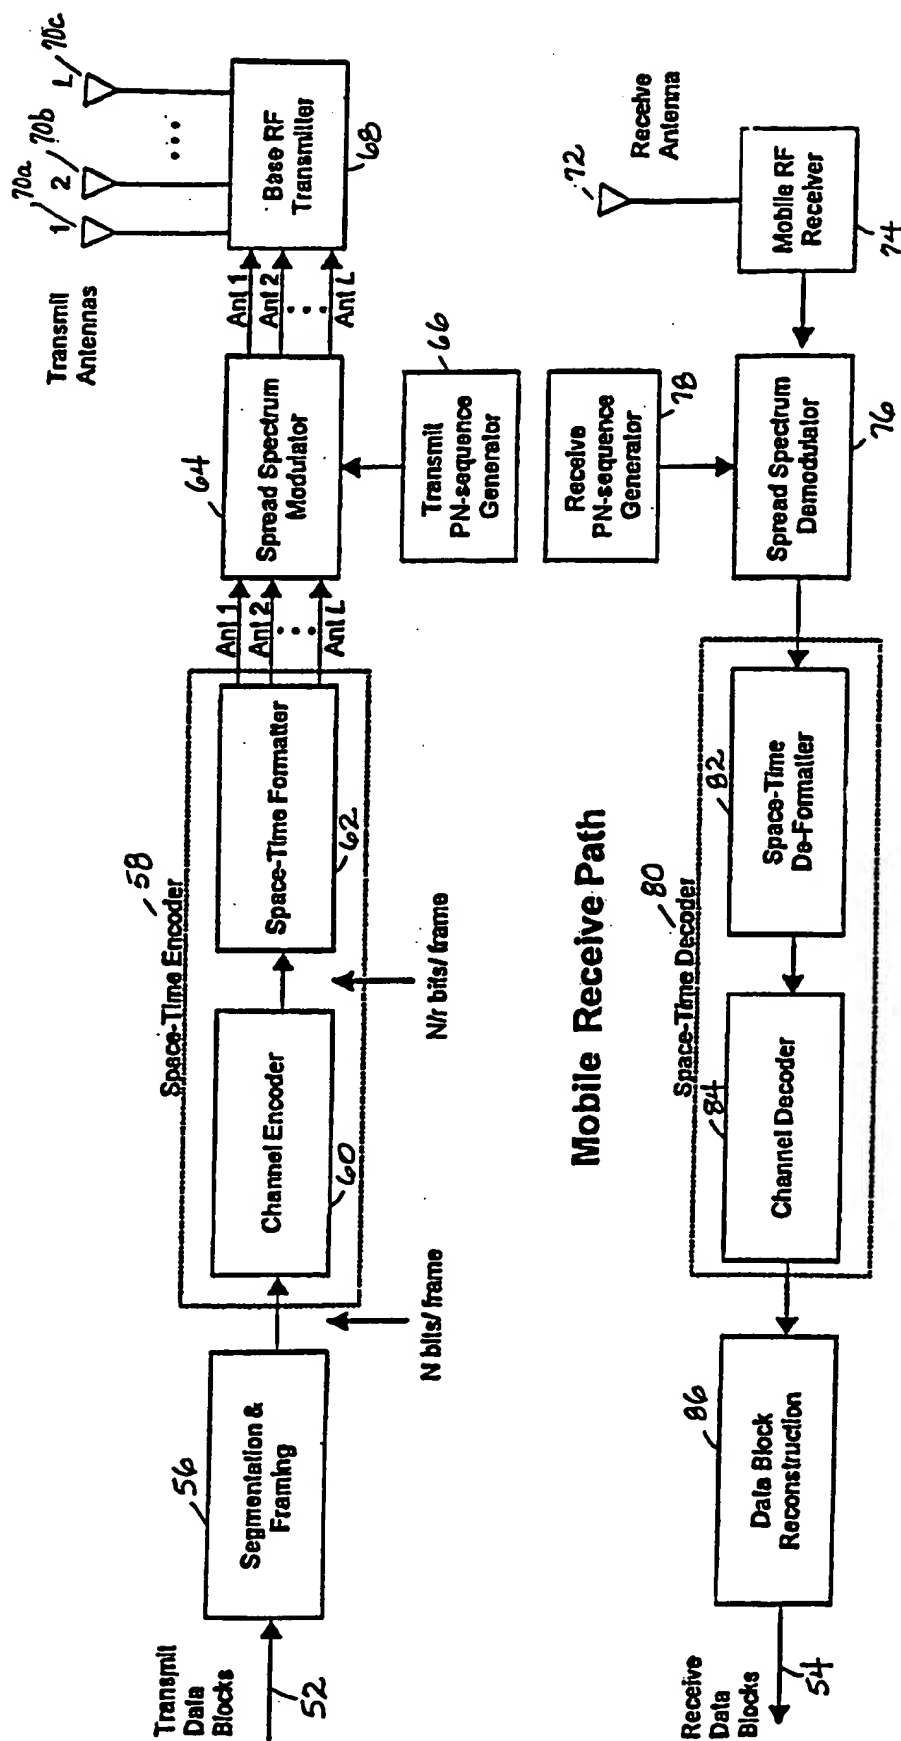 Transmit
Data
Blocks
52
56
Segmentation &
Framing
N bits/ frame
58
Space-Time Encoder
Channel Encoder
60
N/r bits/ frame
Space-Time Formatter
62
Ant 1
Ant 2
Ant L
64
Spread Spectrum
Modulator
66
Transmit
PN-sequence
Generator
Ant 1
Ant 2
Ant L
Transmit
Antennas
1
70a
2
70b
L
70c
Base RF
Transmitter
68
Mobile Receive Path
72
Receive
Antenna
Mobile RF
Receiver
74
Receive
PN-sequence
Generator
78
Spread Spectrum
Demodulator
76
80
Space-Time Decoder
82
Space-Time
De-Formatter
84
Channel Decoder
86
Data Block
Reconstruction
Receive
Data
Blocks
54